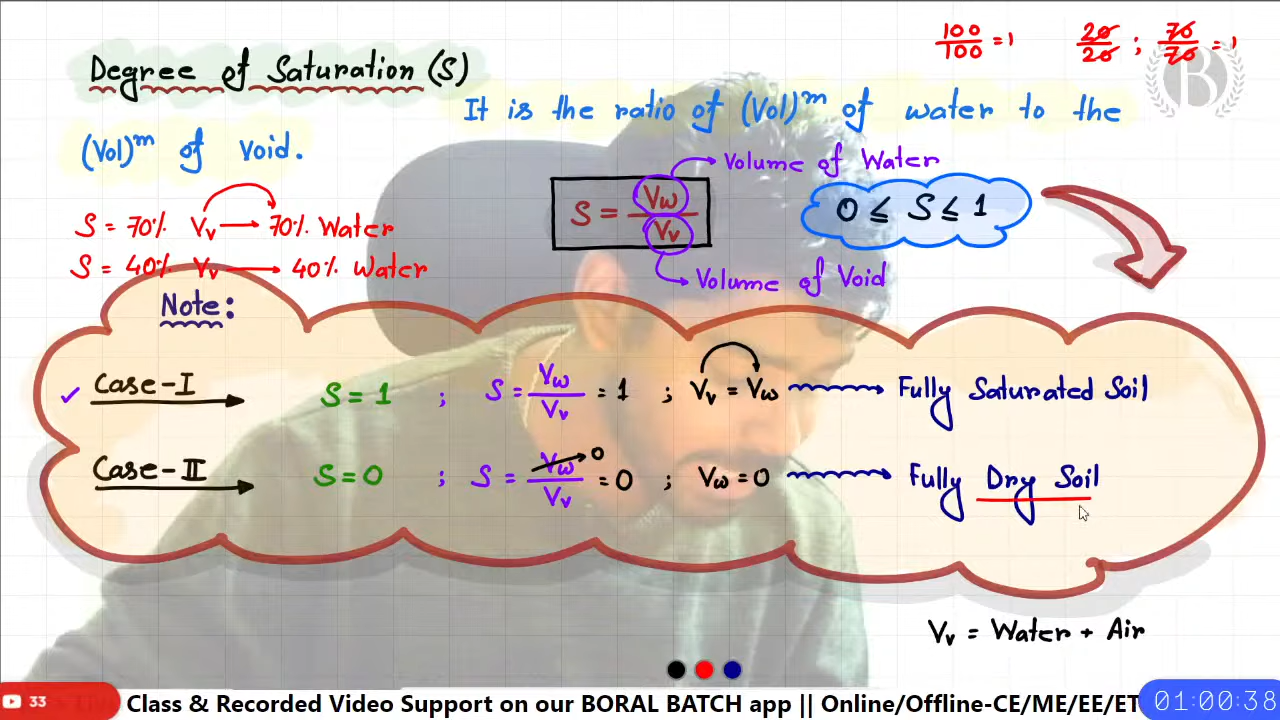 100/100 = 1    20/20 ; 70/70 = 1
Degree of Saturation (S)
It is the ratio of (Vol)ᵐ of water to the
(Vol)ᵐ of Void.
Volume of Water
S = Vw/Vv
0 ≤ S ≤ 1
Volume of Void
S = 70% Vv → 70% Water
S = 40% Vv → 40% Water
Note:
✓ Case-I → S = 1 ; S = Vw/Vv = 1 ; Vv = Vw → Fully Saturated Soil
Case-II → S = 0 ; S = Vw→0/Vv = 0 ; Vw = 0 → Fully Dry Soil
Vv = Water + Air
33
Class & Recorded Video Support on our BORAL BATCH app || Online/Offline-CE/ME/EE/ET
01:00:38
B